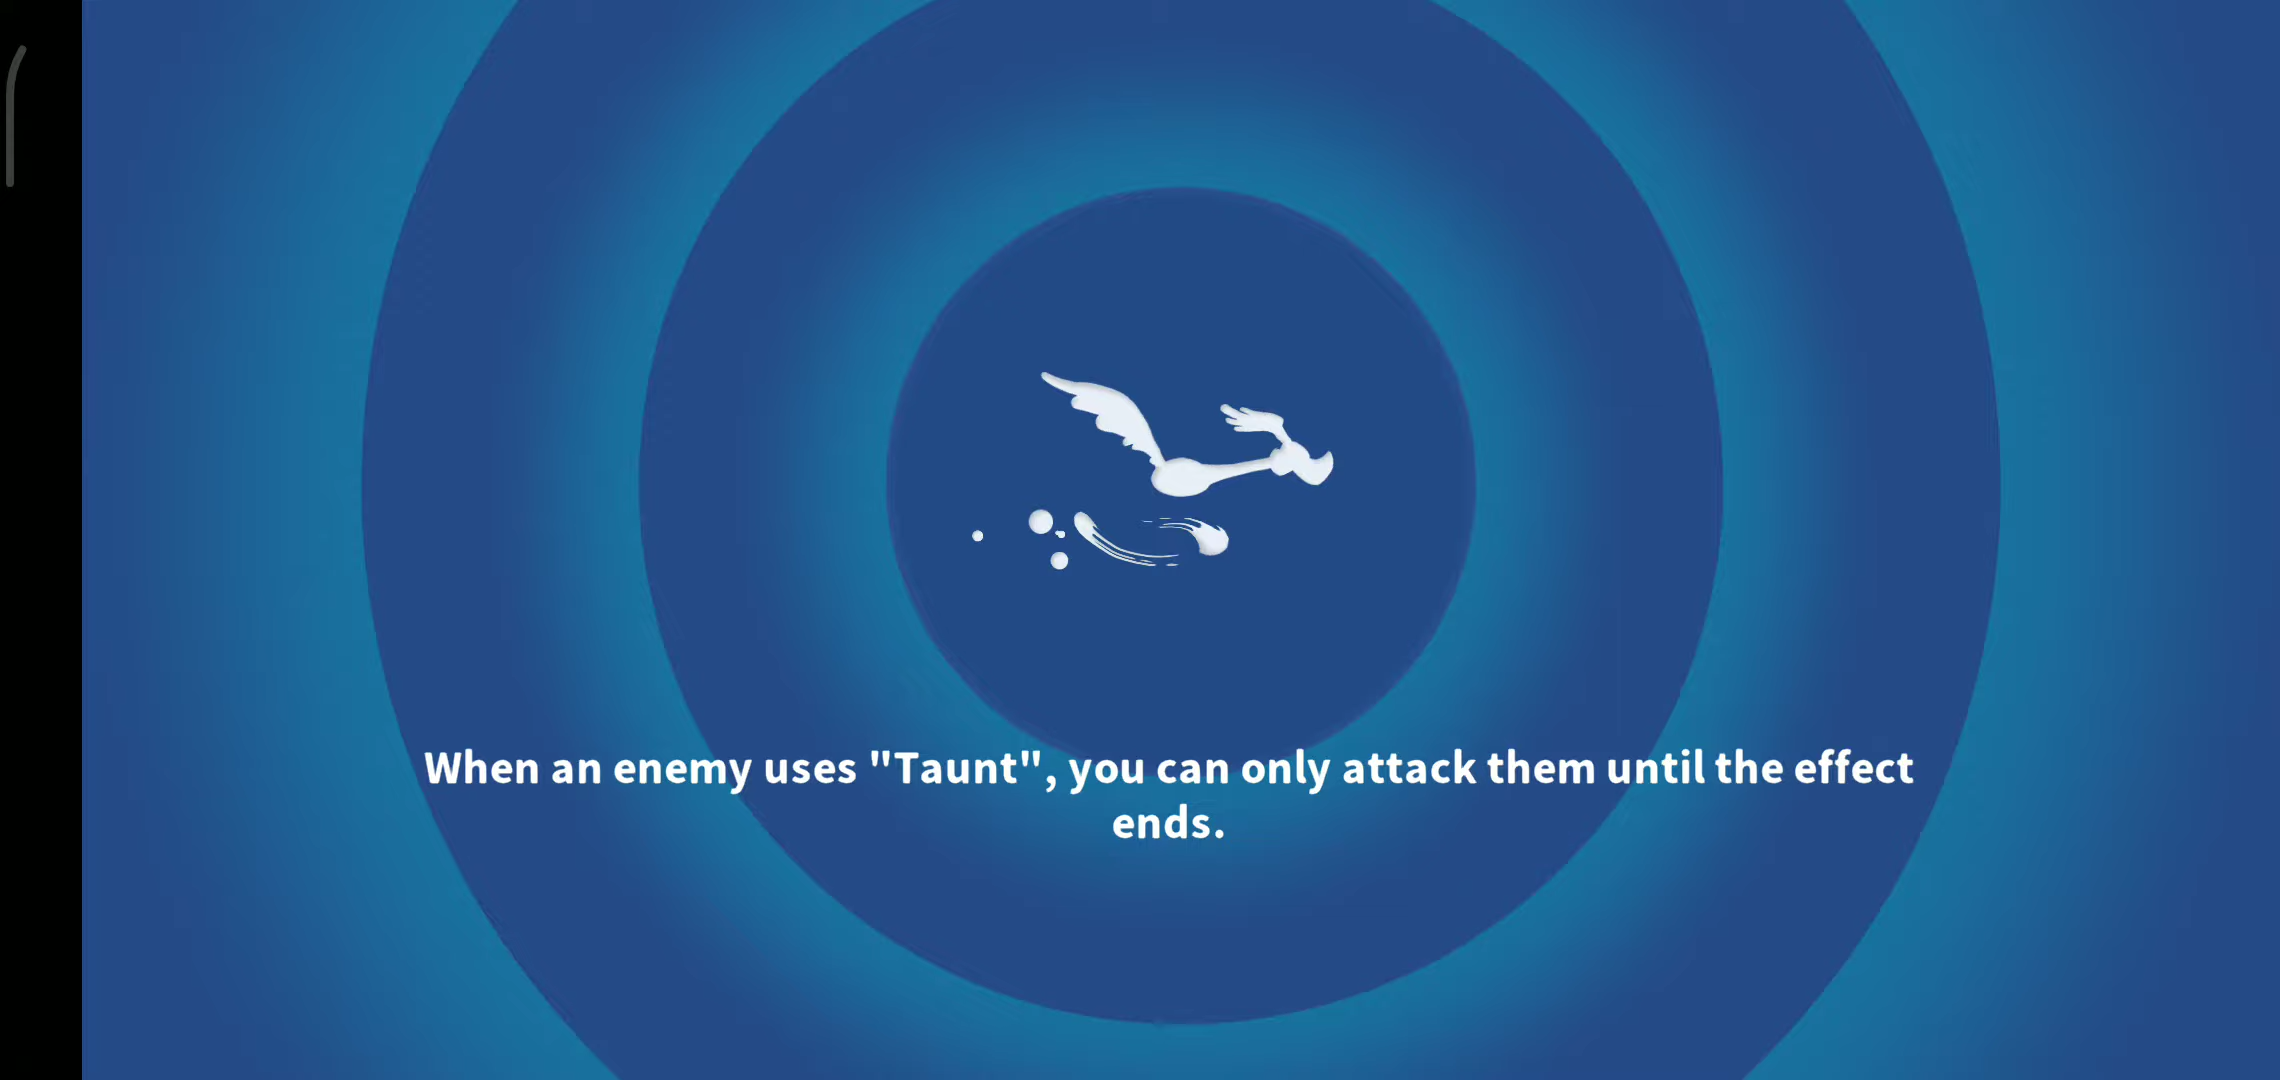 When an enemy uses "Taunt", you can only attack them until the effect
ends.